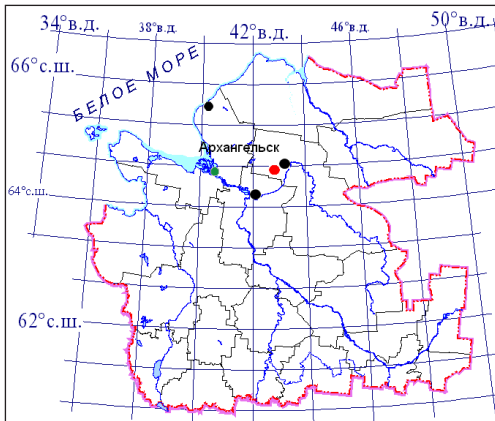 34°в.д.
38°в.д.
42°в.д.
46°в.д.
50°в.д.
66°с.ш.
БЕЛОЕ МОРЕ
Архангельск
64°с.ш.
62°с.ш.